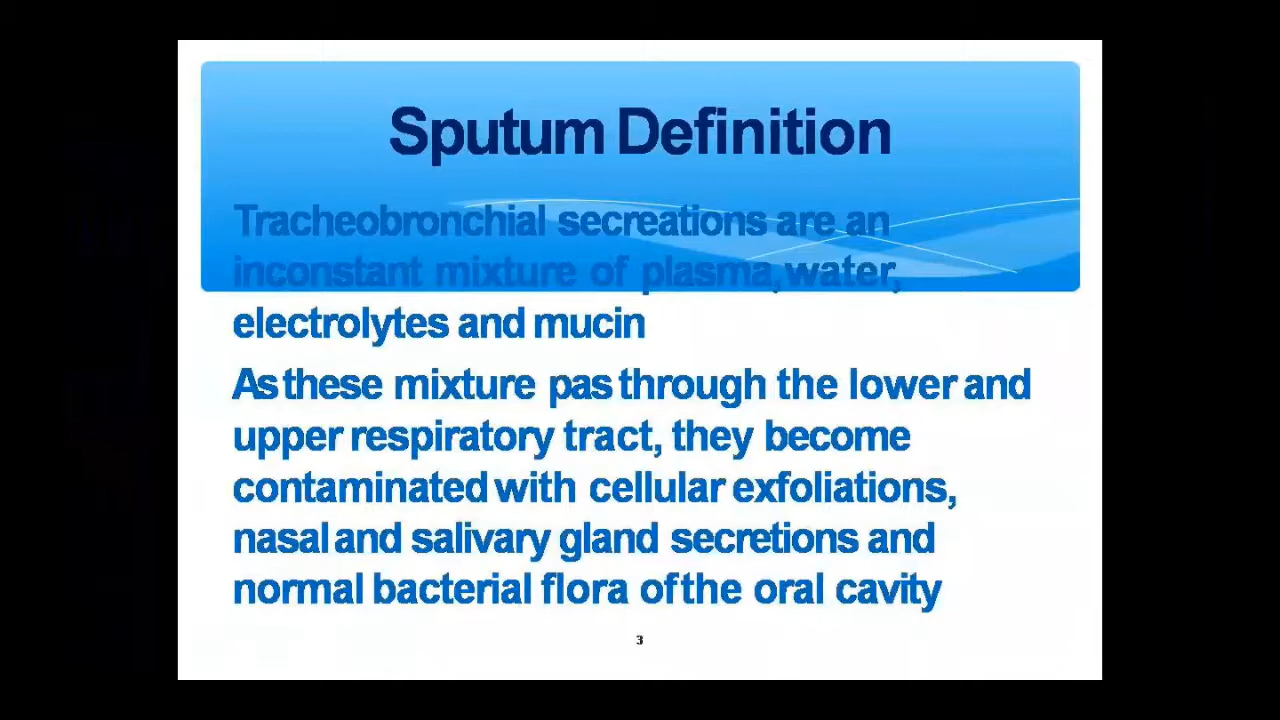 Sputum Definition
Tracheobronchial secreations are an
inconstant mixture of plasma,water,
electrolytes and mucin
As these mixture pas through the lower and
upper respiratory tract, they become
contaminated with cellular exfoliations,
nasal and salivary gland secretions and
normal bacterial flora of the oral cavity
3